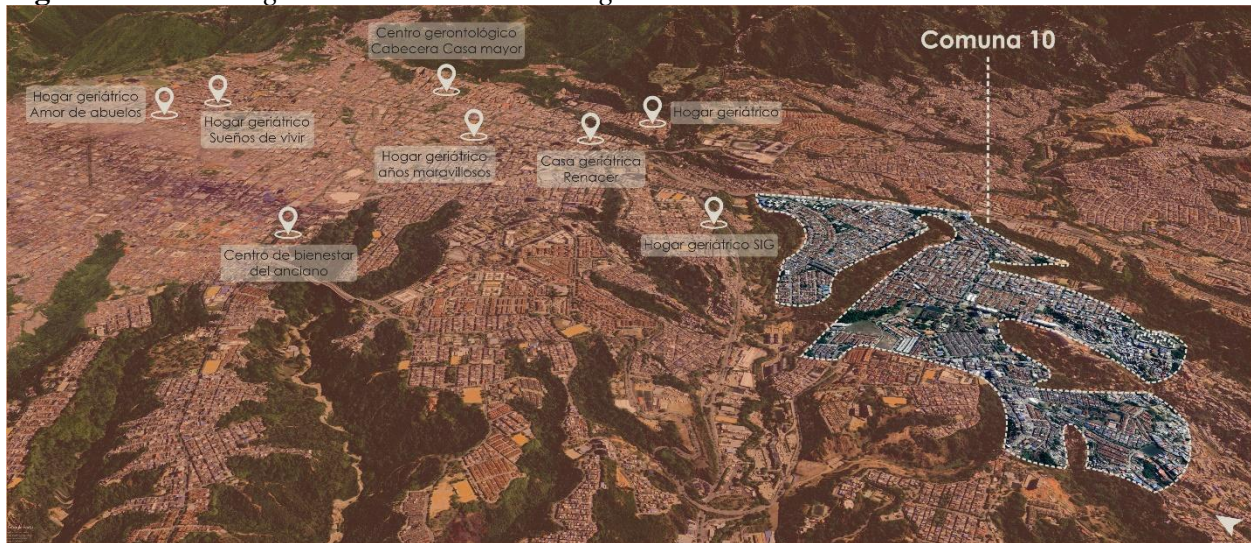 Centro gerontológico
Cabecera Casa mayor
Comuna 10
Hogar geriátrico
Amor de abuelos
Hogar geriátrico
Sueños de vivir
Hogar geriátrico
Hogar geriátrico
años maravillosos
Casa geriátrica
Renacer
Hogar geriátrico SIG
Centro de bienestar
del anciano